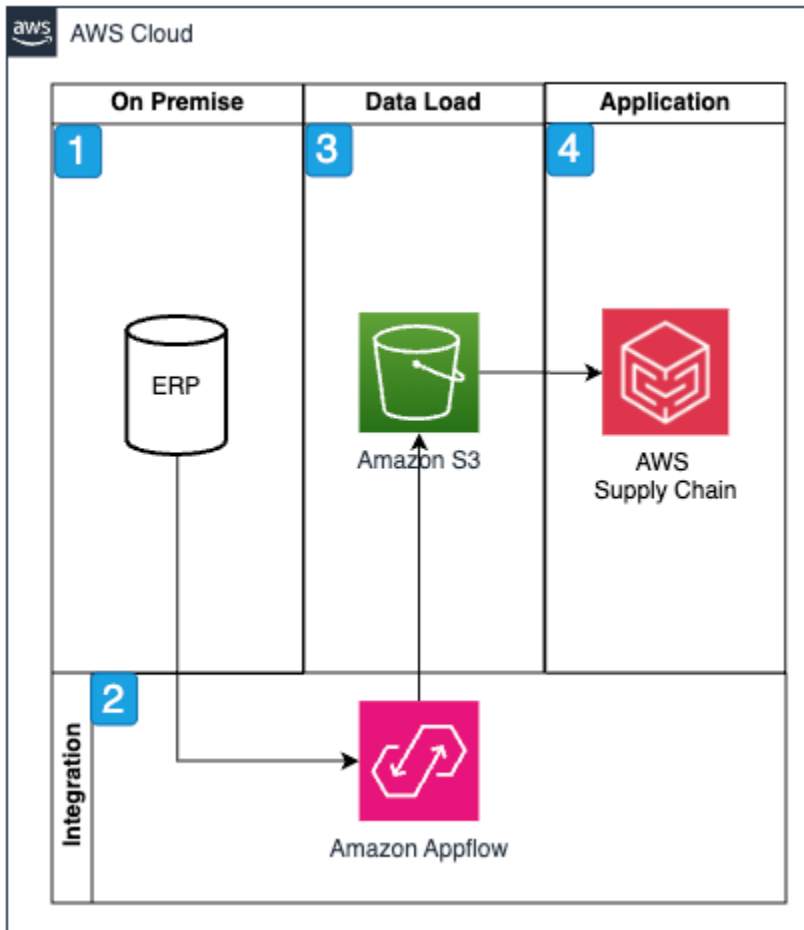 aws
AWS Cloud
On Premise
Data Load
Application
1
3
4
ERP
Amazon S3
AWS
Supply Chain
2
Integration
Amazon Appflow